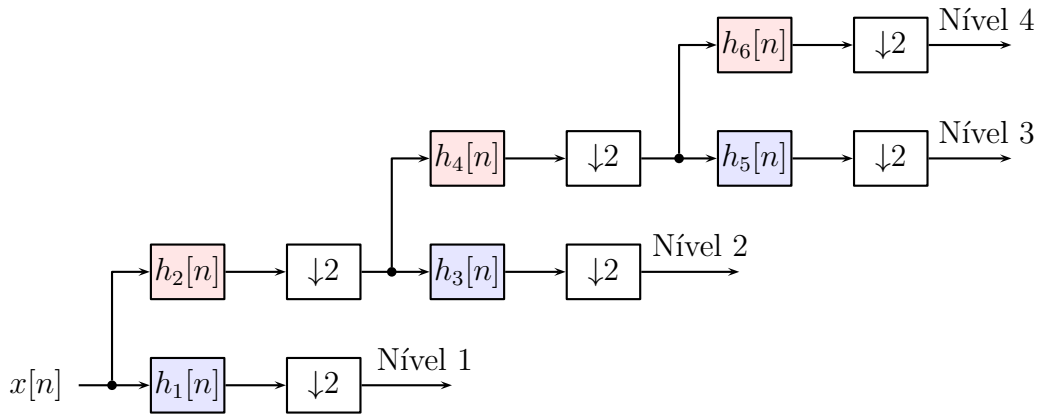 Nível 4
h₆[n] ↓2
Nível 3
h₄[n] ↓2 h₅[n] ↓2
Nível 2
h₂[n] ↓2 h₃[n] ↓2
Nível 1
x[n] h₁[n] ↓2